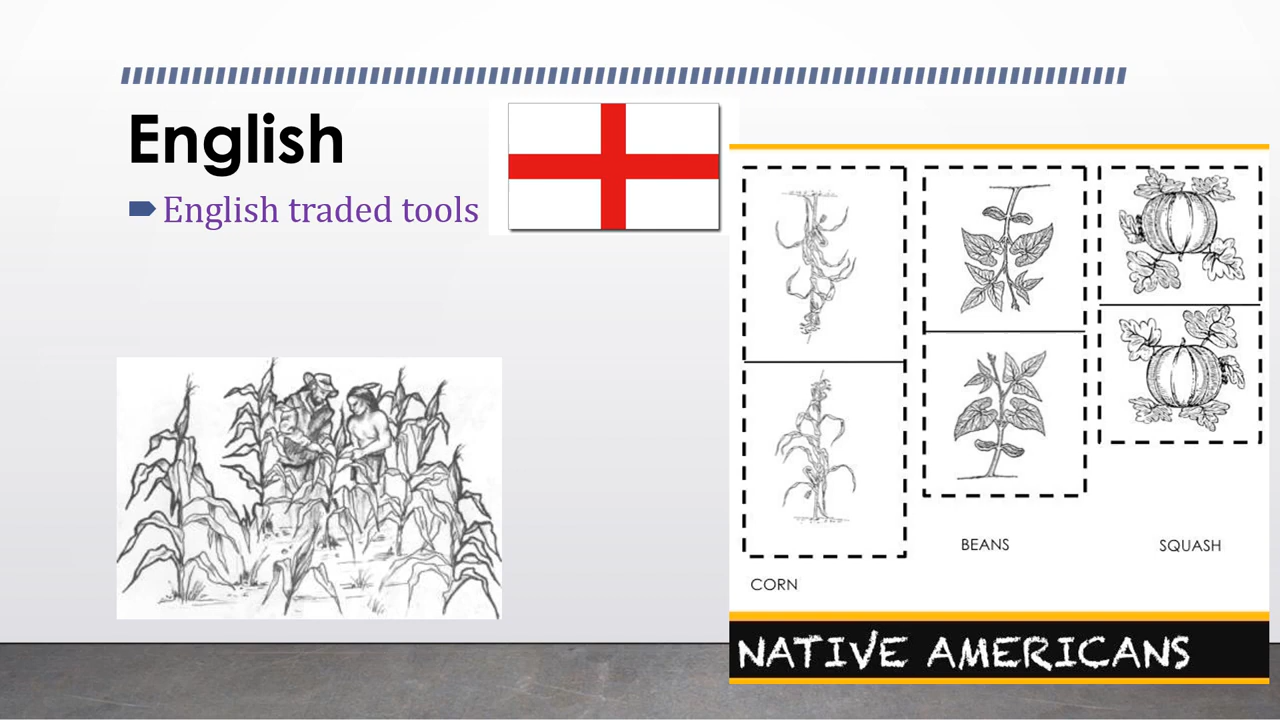 English
English traded tools
CORN
BEANS
SQUASH
NATIVE AMERICANS